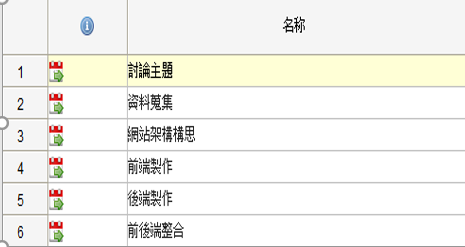 名称
1 討論主題
2 資料蒐集
3 網站架構構思
4 前端製作
5 後端製作
6 前後端整合